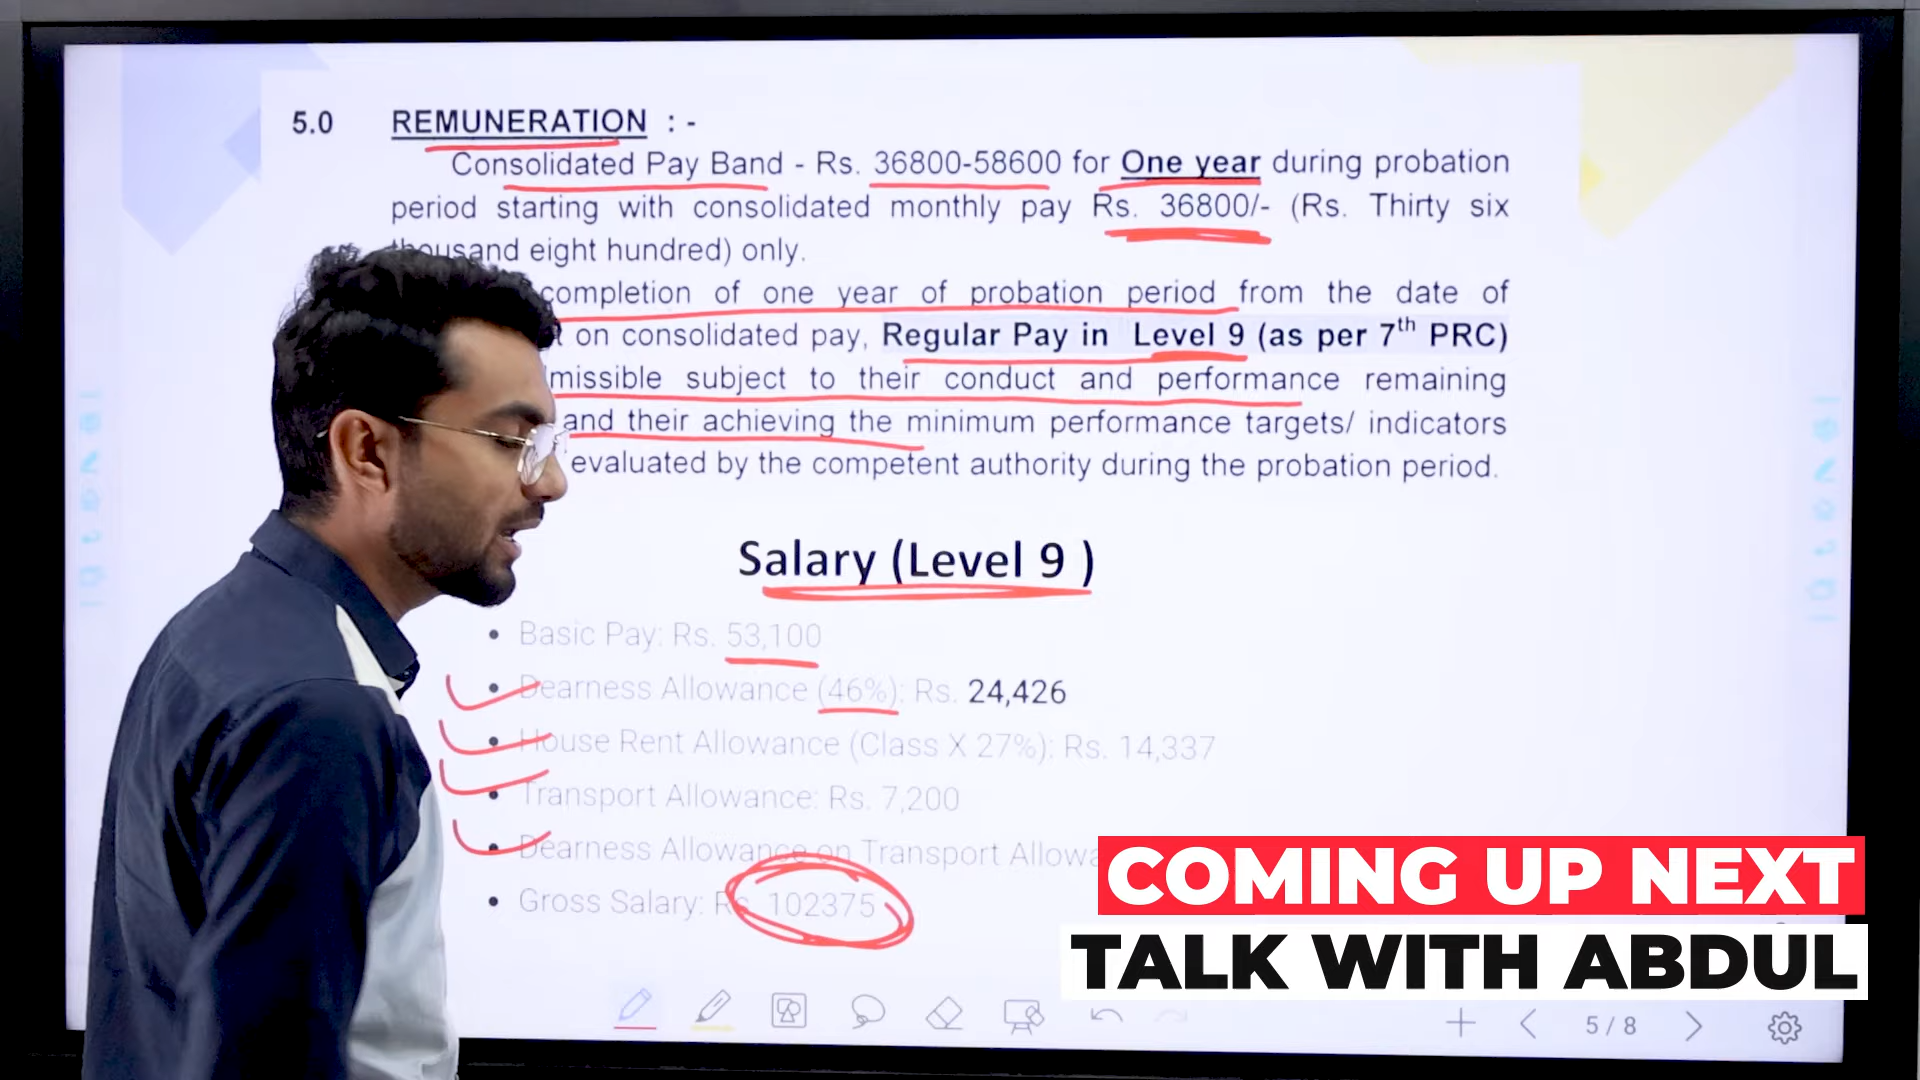 5.0 REMUNERATION : -
Consolidated Pay Band - Rs. 36800-58600 for One year during probation
period starting with consolidated monthly pay Rs. 36800/- (Rs. Thirty six
thousand eight hundred) only.
completion of one year of probation period from the date of
on consolidated pay, Regular Pay in Level 9 (as per 7th PRC)
missible subject to their conduct and performance remaining
and their achieving the minimum performance targets/ indicators
evaluated by the competent authority during the probation period.
Salary (Level 9 )
• Basic Pay: Rs. 53,100
• Dearness Allowance (46%): Rs. 24,426
• House Rent Allowance (Class X 27%): Rs. 14,337
• Transport Allowance: Rs. 7,200
• Dearness Allowance on Transport Allowa
• Gross Salary: Rs. 102375
COMING UP NEXT
TALK WITH ABDUL
5 / 8